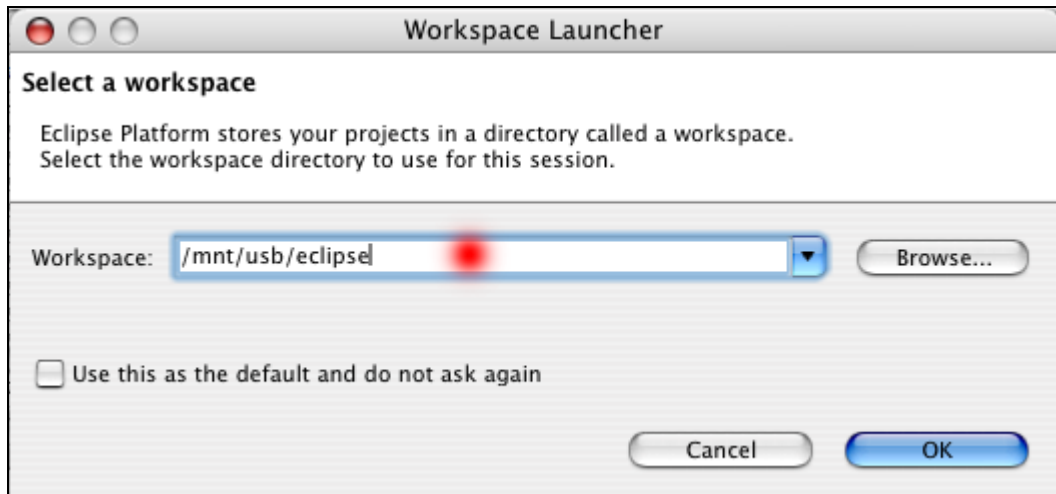 Workspace Launcher
Select a workspace
Eclipse Platform stores your projects in a directory called a workspace.
Select the workspace directory to use for this session.
Workspace: /mnt/usb/eclipse Browse...
Use this as the default and do not ask again
Cancel OK